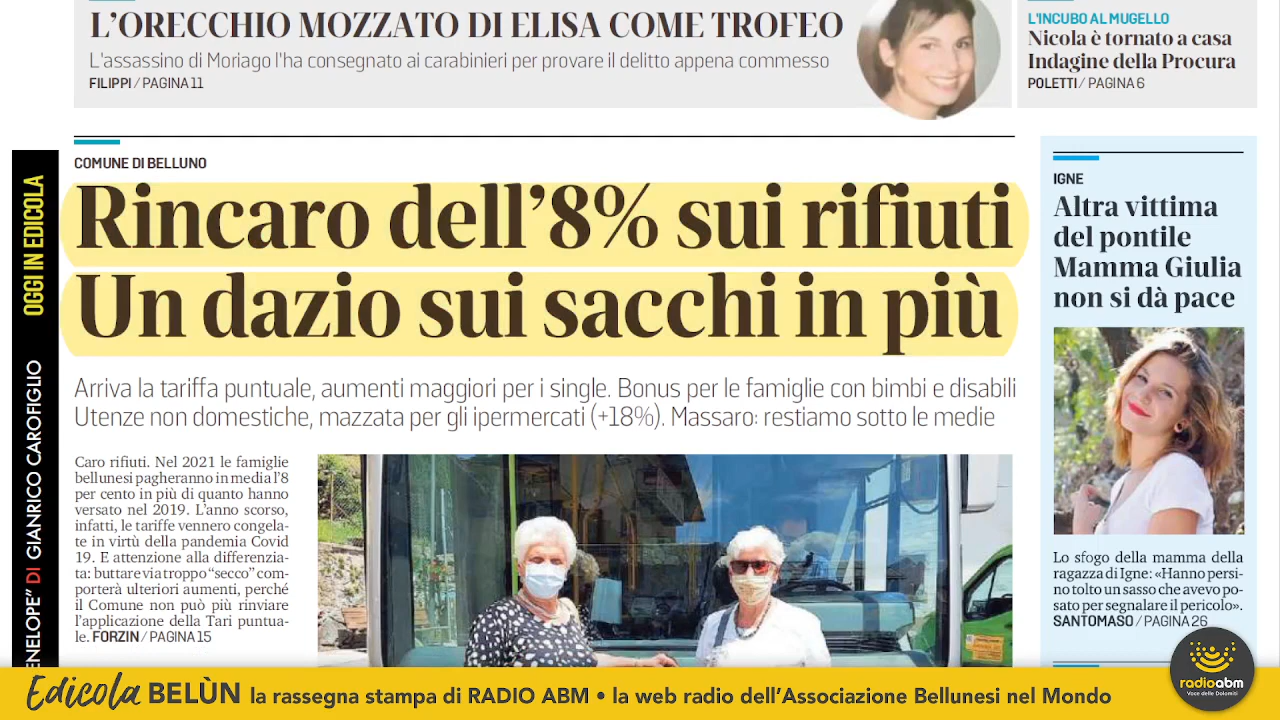 L'ORECCHIO MOZZATO DI ELISA COME TROFEO
L'assassino di Moriago l'ha consegnato ai carabinieri per provare il delitto appena commesso
FILIPPI / PAGINA 11
L'INCUBO AL MUGELLO
Nicola è tornato a casa
Indagine della Procura
POLETTI / PAGINA 6
OGGI IN EDICOLA
ENELOPE” DI GIANRICO CAROFIGLIO
COMUNE DI BELLUNO
Rincaro dell’8% sui rifiuti
Un dazio sui sacchi in più
Arriva la tariffa puntuale, aumenti maggiori per i single. Bonus per le famiglie con bimbi e disabili
Utenze non domestiche, mazzata per gli ipermercati (+18%). Massaro: restiamo sotto le medie
Caro rifiuti. Nel 2021 le famiglie
bellunesi pagheranno in media l’8
per cento in più di quanto hanno
versato nel 2019. L’anno scorso,
infatti, le tariffe vennero congela-
te in virtù della pandemia Covid
19. E attenzione alla differenzia-
ta: buttare via troppo “secco” com-
porterà ulteriori aumenti, perché
il Comune non può più rinviare
l’applicazione della Tari puntua-
le. FORZIN / PAGINA 15
IGNE
Altra vittima
del pontile
Mamma Giulia
non si dà pace
Lo sfogo della mamma della
ragazza di Igne: «Hanno persi-
no tolto un sasso che avevo po-
sato per segnalare il pericolo».
SANTOMASO / PAGINA 26
Edicola BELÙN la rassegna stampa di RADIO ABM • la web radio dell’Associazione Bellunesi nel Mondo
radioabm
Voce delle Dolomiti